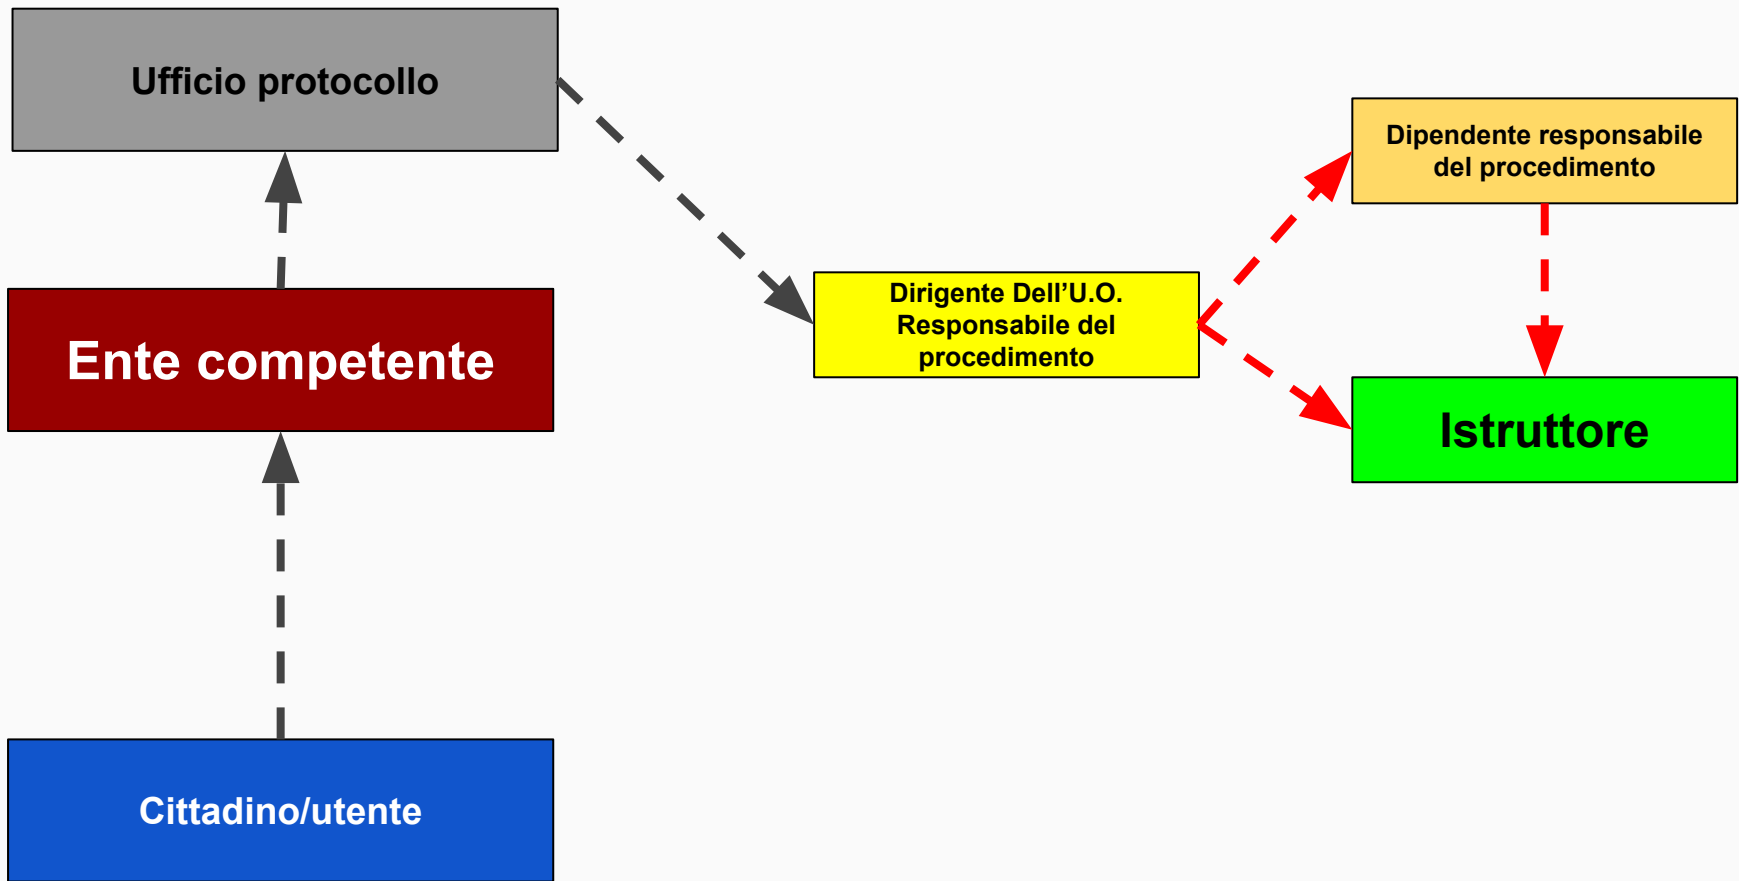 Ufficio protocollo
Dipendente responsabile
del procedimento
Dirigente Dell’U.O.
Responsabile del
procedimento
Ente competente
Istruttore
Cittadino/utente